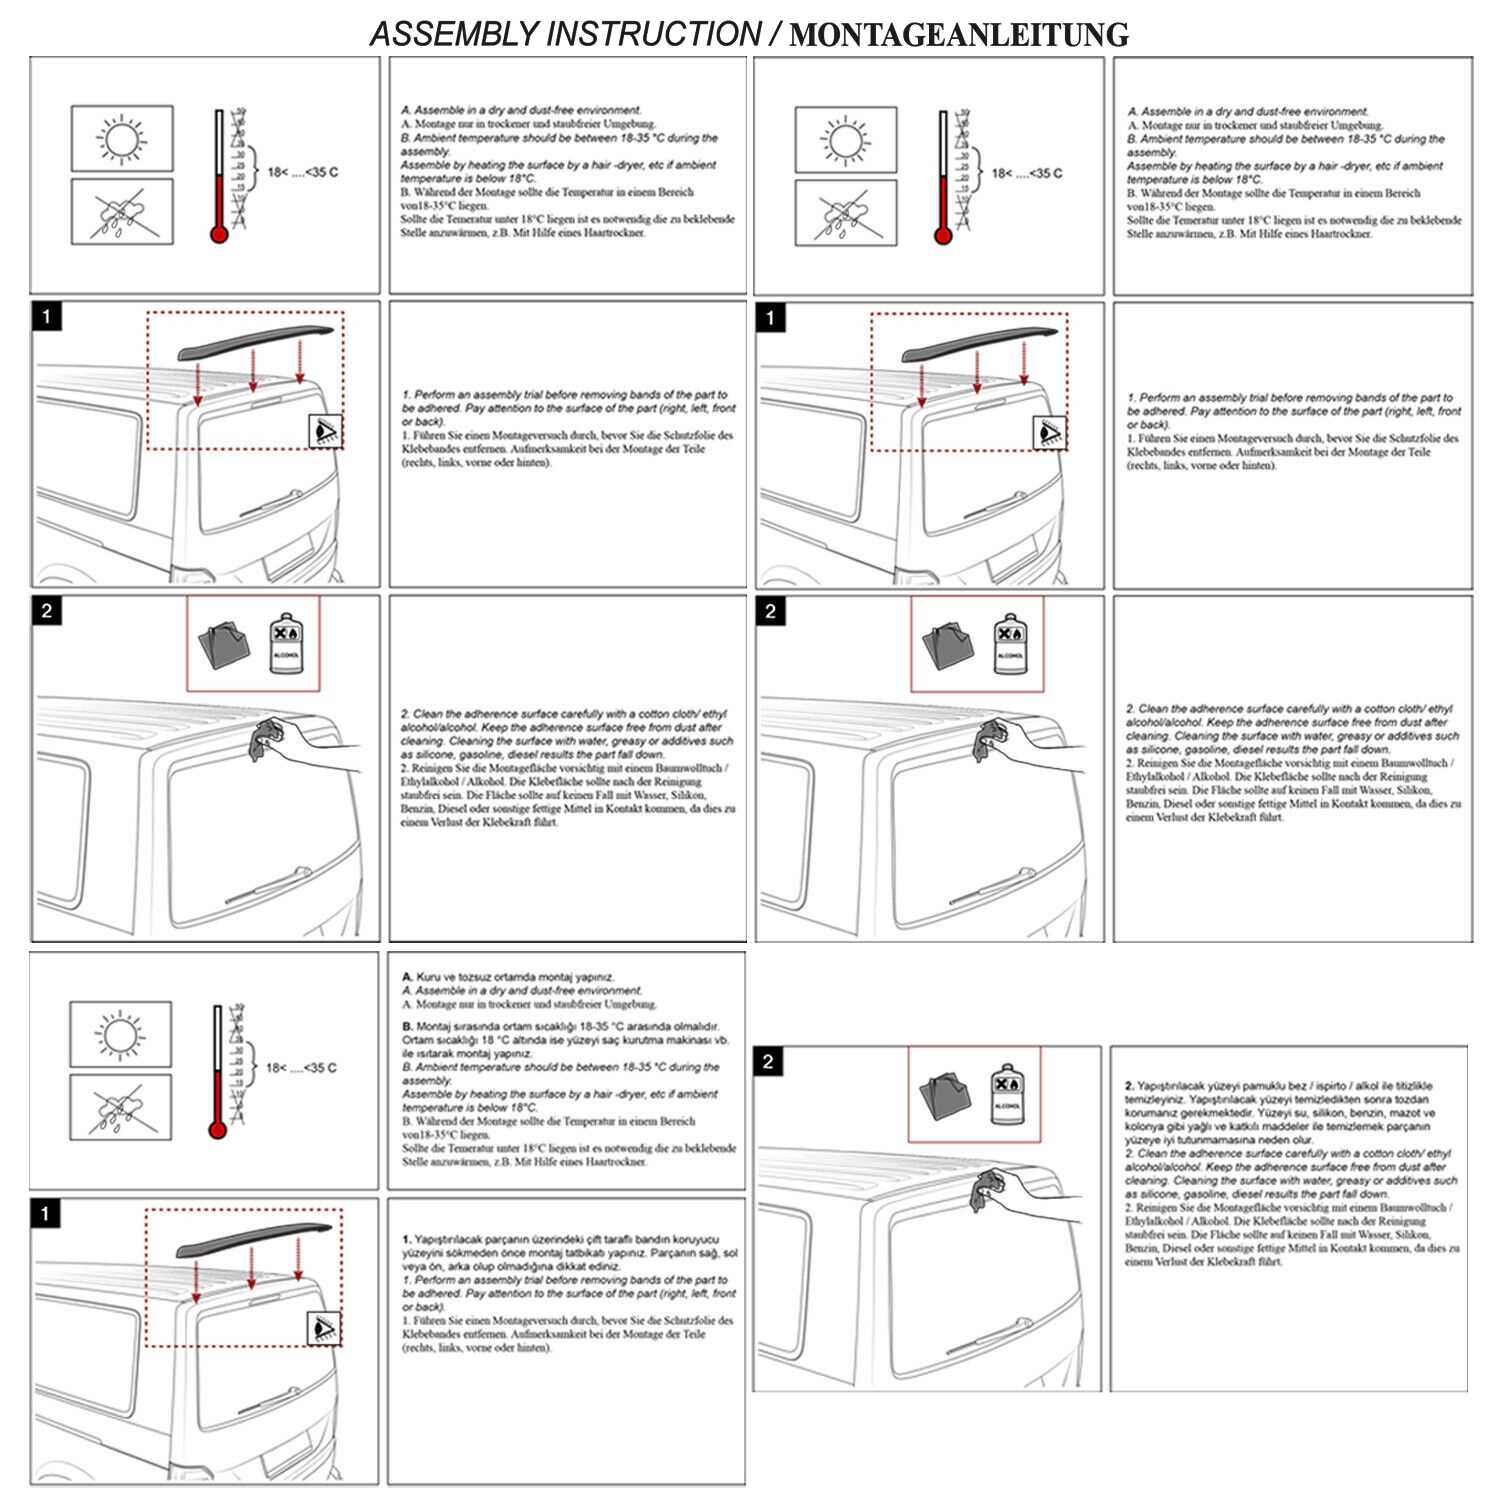 ASSEMBLY INSTRUCTION / MONTAGEANLEITUNG
18< ....<35 C
A. Assemble in a dry and dust-free environment.
A. Montage nur in trockener und staubfreier Umgebung.
B. Ambient temperature should be between 18-35 °C during the
assembly.
Assemble by heating the surface by a hair -dryer, etc if ambient
temperature is below 18°C.
B. Während der Montage sollte die Temperatur in einem Bereich
von18-35°C liegen.
Sollte die Temeratur unter 18°C liegen ist es notwendig die zu beklebende
Stelle anzuwärmen, z.B. Mit Hilfe eines Haartrockner.
18< ....<35 C
A. Assemble in a dry and dust-free environment.
A. Montage nur in trockener und staubfreier Umgebung.
B. Ambient temperature should be between 18-35 °C during the
assembly.
Assemble by heating the surface by a hair -dryer, etc if ambient
temperature is below 18°C.
B. Während der Montage sollte die Temperatur in einem Bereich
von18-35°C liegen.
Sollte die Temeratur unter 18°C liegen ist es notwendig die zu beklebende
Stelle anzuwärmen, z.B. Mit Hilfe eines Haartrockner.
1
1. Perform an assembly trial before removing bands of the part to
be adhered. Pay attention to the surface of the part (right, left, front
or back).
1. Führen Sie einen Montageversuch durch, bevor Sie die Schutzfolie des
Klebebandes entfernen. Aufmerksamkeit bei der Montage der Teile
(rechts, links, vorne oder hinten).
1
1. Perform an assembly trial before removing bands of the part to
be adhered. Pay attention to the surface of the part (right, left, front
or back).
1. Führen Sie einen Montageversuch durch, bevor Sie die Schutzfolie des
Klebebandes entfernen. Aufmerksamkeit bei der Montage der Teile
(rechts, links, vorne oder hinten).
2
ALCOHOL
2. Clean the adherence surface carefully with a cotton cloth/ ethyl
alcohol/alcohol. Keep the adherence surface free from dust after
cleaning. Cleaning the surface with water, greasy or additives such
as silicone, gasoline, diesel results the part fall down.
2. Reinigen Sie die Montagefläche vorsichtig mit einem Baumwolltuch /
Ethylalkohol / Alkohol. Die Klebefläche sollte nach der Reinigung
staubfrei sein. Die Fläche sollte auf keinen Fall mit Wasser, Silikon,
Benzin, Diesel oder sonstige fettige Mittel in Kontakt kommen, da dies zu
einem Verlust der Klebekraft führt.
2
ALCOHOL
2. Clean the adherence surface carefully with a cotton cloth/ ethyl
alcohol/alcohol. Keep the adherence surface free from dust after
cleaning. Cleaning the surface with water, greasy or additives such
as silicone, gasoline, diesel results the part fall down.
2. Reinigen Sie die Montagefläche vorsichtig mit einem Baumwolltuch /
Ethylalkohol / Alkohol. Die Klebefläche sollte nach der Reinigung
staubfrei sein. Die Fläche sollte auf keinen Fall mit Wasser, Silikon,
Benzin, Diesel oder sonstige fettige Mittel in Kontakt kommen, da dies zu
einem Verlust der Klebekraft führt.
18< ....<35 C
A. Kuru ve tozsuz ortamda montaj yapınız.
A. Assemble in a dry and dust-free environment.
A. Montage nur in trockener und staubfreier Umgebung.
B. Montaj sırasında ortam sıcaklığı 18-35 °C arasında olmalıdır.
Ortam sıcaklığı 18 °C altında ise yüzeyi saç kurutma makinası vb.
ile ısıtarak montaj yapınız.
B. Ambient temperature should be between 18-35 °C during the
assembly.
Assemble by heating the surface by a hair -dryer, etc if ambient
temperature is below 18°C.
B. Während der Montage sollte die Temperatur in einem Bereich
von18-35°C liegen.
Sollte die Temeratur unter 18°C liegen ist es notwendig die zu beklebende
Stelle anzuwärmen, z.B. Mit Hilfe eines Haartrockner.
1
1. Yapıştırılacak parçanın üzerindeki çift taraflı bandın koruyucu
yüzeyini sökmeden önce montaj tatbikatı yapınız. Parçanın sağ, sol
veya ön, arka olup olmadığına dikkat ediniz.
1. Perform an assembly trial before removing bands of the part to
be adhered. Pay attention to the surface of the part (right, left, front
or back).
1. Führen Sie einen Montageversuch durch, bevor Sie die Schutzfolie des
Klebebandes entfernen. Aufmerksamkeit bei der Montage der Teile
(rechts, links, vorne oder hinten).
2
ALCOHOL
2. Yapıştırılacak yüzeyi pamuklu bez / ispirto / alkol ile titizlikle
temizleyiniz. Yapıştırılacak yüzeyi temizledikten sonra tozdan
korumanız gerekmektedir. Yüzeyi su, silikon, benzin, mazot ve
kolonya gibi yağlı ve katkılı maddeler ile temizlemek parçanın
yüzeye iyi tutunmamasına neden olur.
2. Clean the adherence surface carefully with a cotton cloth/ ethyl
alcohol/alcohol. Keep the adherence surface free from dust after
cleaning. Cleaning the surface with water, greasy or additives such
as silicone, gasoline, diesel results the part fall down.
2. Reinigen Sie die Montagefläche vorsichtig mit einem Baumwolltuch /
Ethylalkohol / Alkohol. Die Klebefläche sollte nach der Reinigung
staubfrei sein. Die Fläche sollte auf keinen Fall mit Wasser, Silikon,
Benzin, Diesel oder sonstige fettige Mittel in Kontakt kommen, da dies zu
einem Verlust der Klebekraft führt.